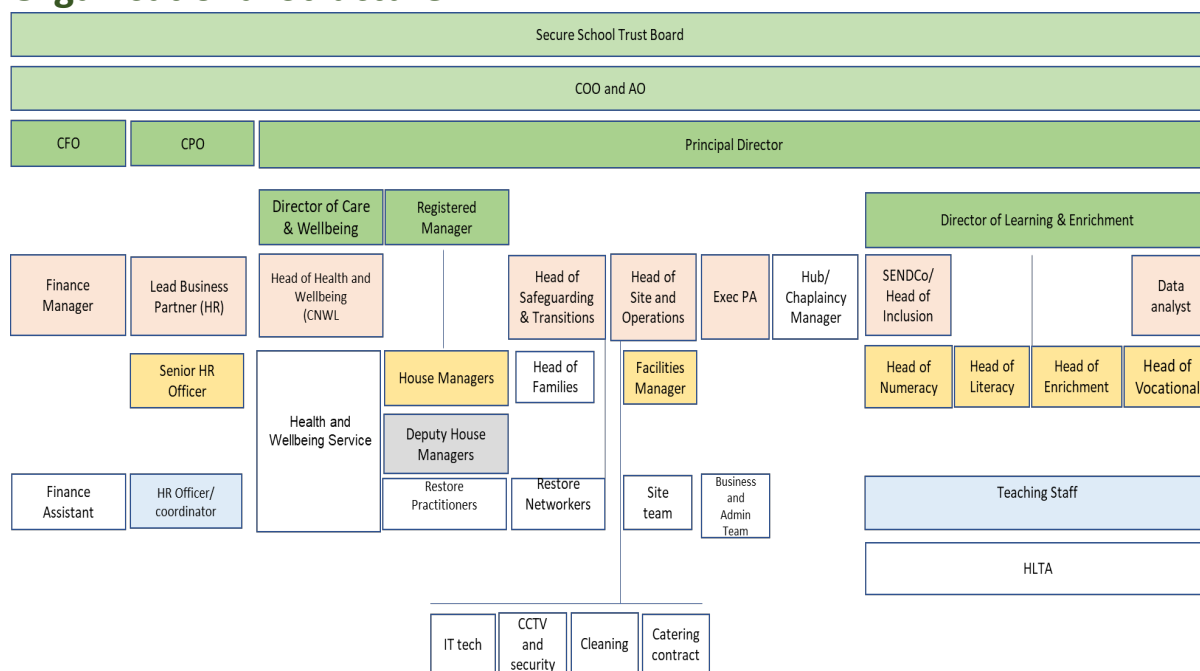 Secure School Trust Board
COO and AO
CFO
CPO
Principal Director
Director of Care
& Wellbeing
Registered
Manager
Director of Learning & Enrichment
Finance
Manager
Lead Business
Partner (HR)
Head of Health and
Wellbeing
(CNWL
Head of
Safeguarding
& Transitions
Head of
Site and
Operations
Exec PA
Hub/
Chaplaincy
Manager
SENDCo/
Head of
Inclusion
Data
analyst
Senior HR
Officer
Health and
Wellbeing Service
House Managers
Head of
Families
Facilities
Manager
Head of
Numeracy
Head of
Literacy
Head of
Enrichment
Head of
Vocational
Deputy House
Managers
Finance
Assistant
HR Officer/
coordinator
Restore
Practitioners
Restore
Networkers
Site
team
Business
and
Admin
Team
Teaching Staff
HLTA
IT tech
CCTV
and
security
Cleaning
Catering
contract